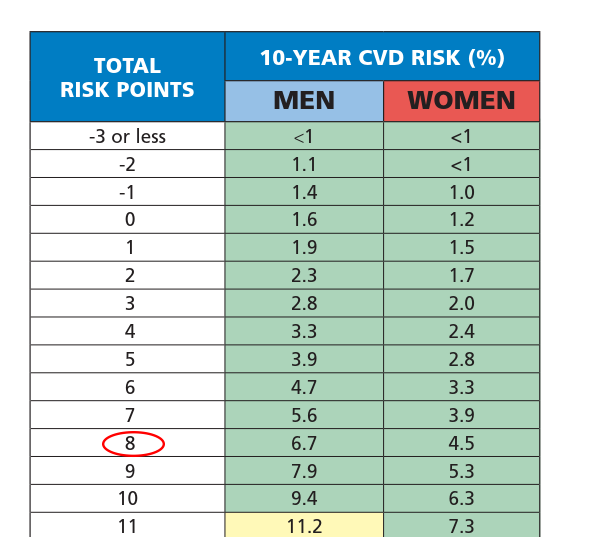 TOTAL RISK POINTS 10-YEAR CVD RISK (%)
MEN WOMEN
-3 or less <1 <1
-2 1.1 <1
-1 1.4 1.0
0 1.6 1.2
1 1.9 1.5
2 2.3 1.7
3 2.8 2.0
4 3.3 2.4
5 3.9 2.8
6 4.7 3.3
7 5.6 3.9
8 6.7 4.5
9 7.9 5.3
10 9.4 6.3
11 11.2 7.3